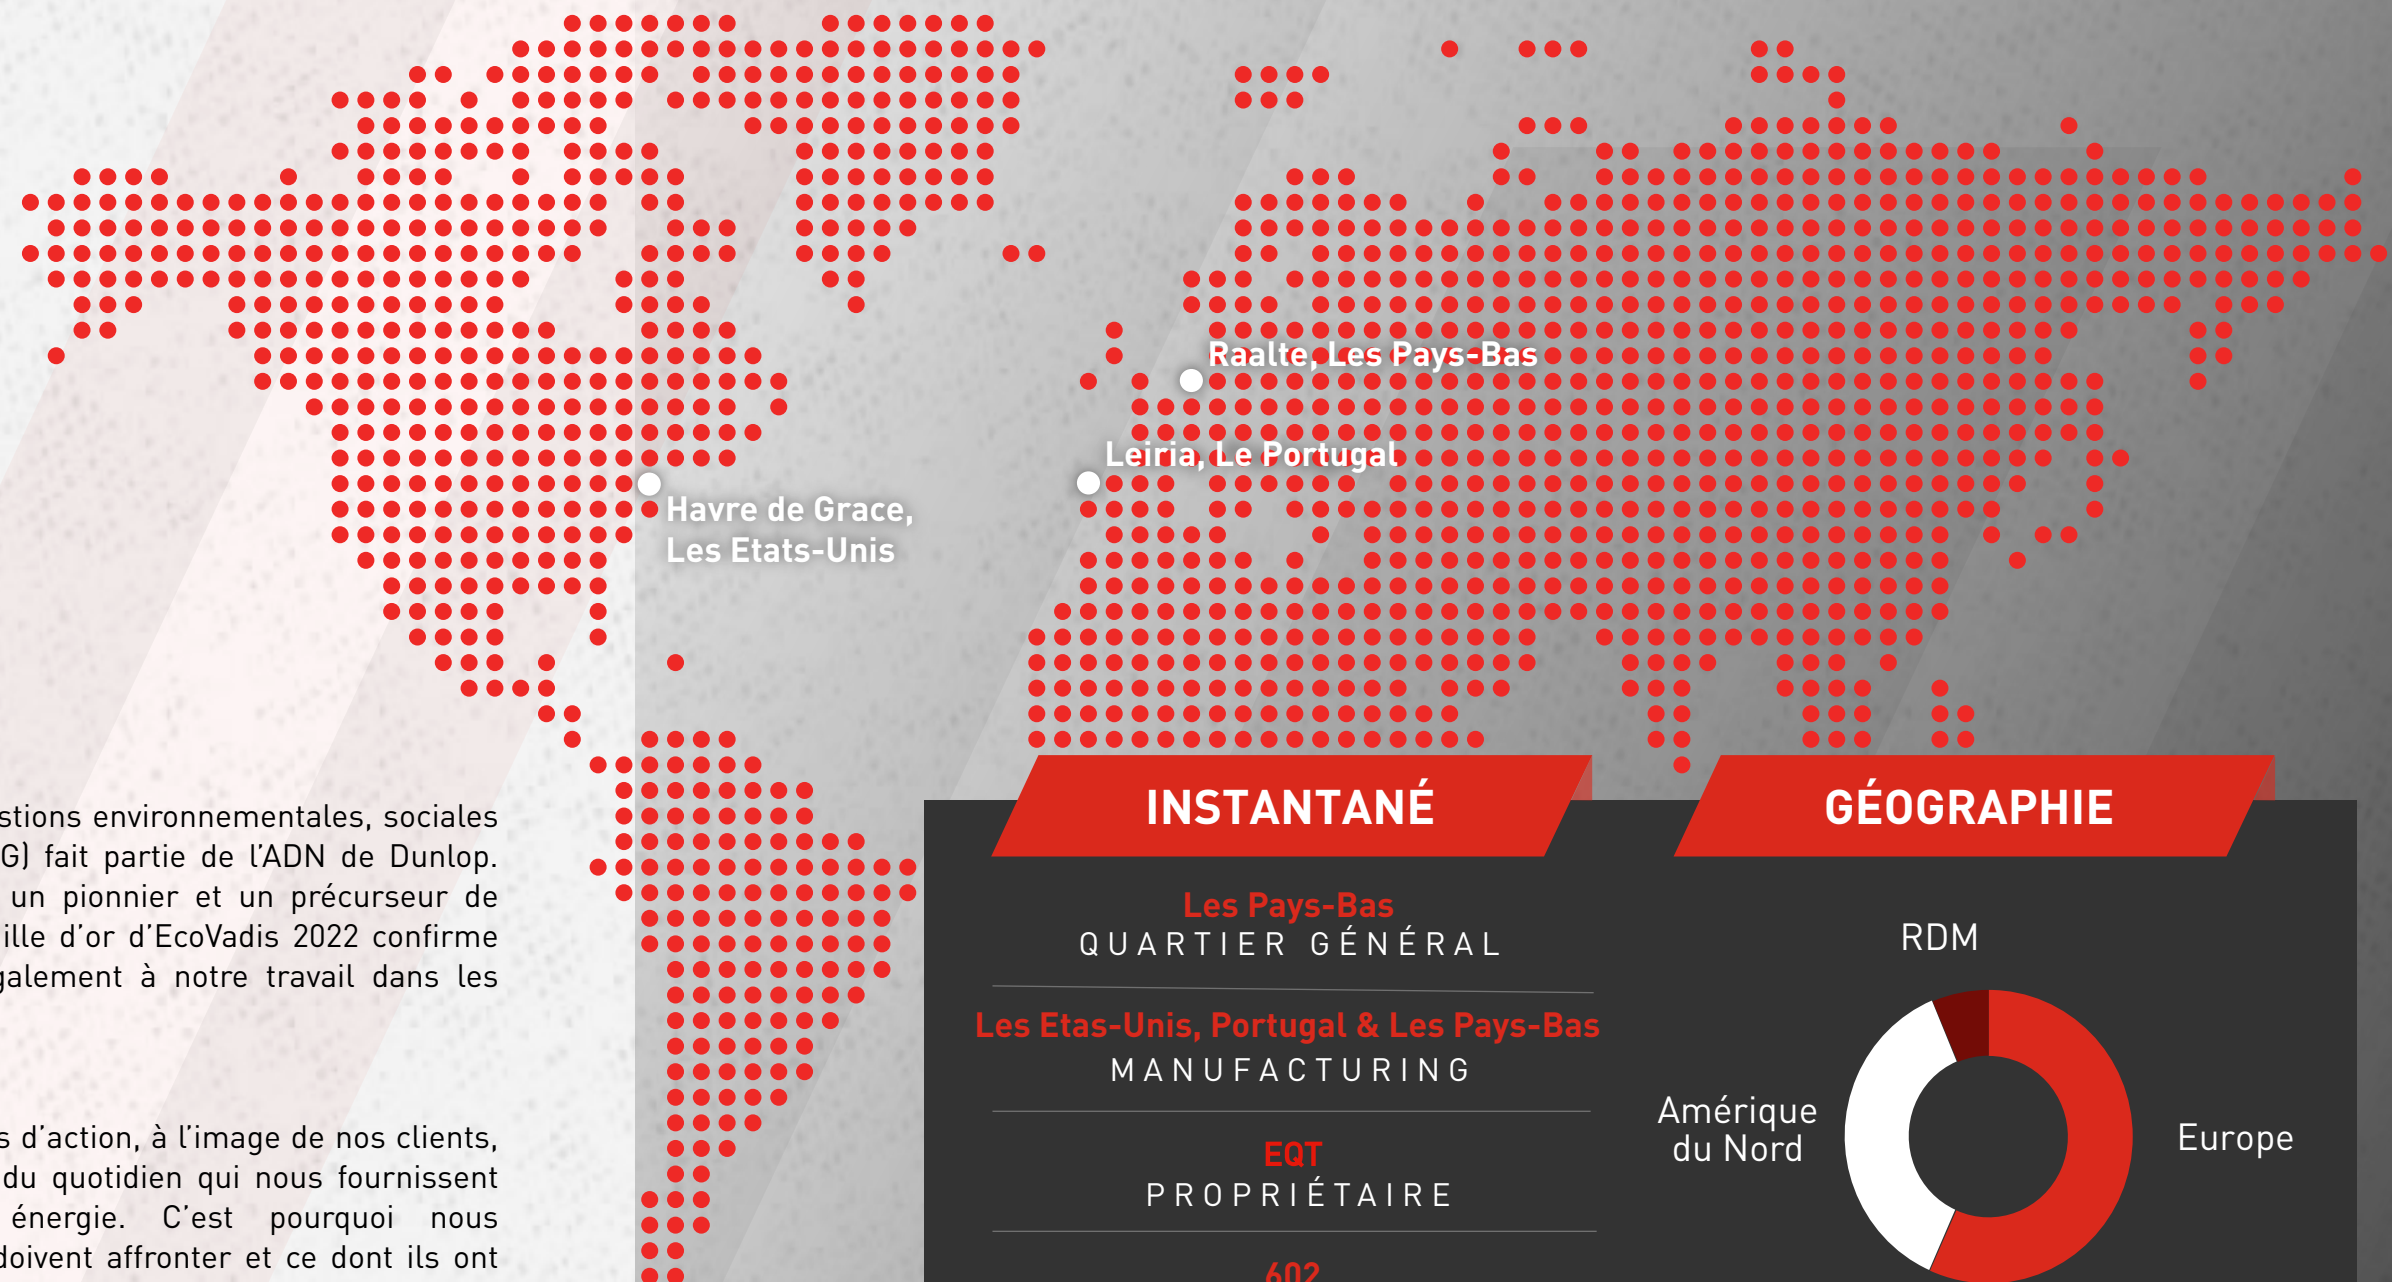 Raalte, Les Pays-Bas
Leiria, Le Portugal
Havre de Grace,
Les Etats-Unis
stions environnementales, sociales
G) fait partie de l’ADN de Dunlop.
un pionnier et un précurseur de
ille d’or d’EcoVadis 2022 confirme
galement à notre travail dans les
s d’action, à l’image de nos clients,
du quotidien qui nous fournissent
énergie. C’est pourquoi nous
doivent affronter et ce dont ils ont
INSTANTANÉ
Les Pays-Bas
QUARTIER GÉNÉRAL
Les Etas-Unis, Portugal & Les Pays-Bas
MANUFACTURING
EQT
PROPRIÉTAIRE
602
GÉOGRAPHIE
RDM
Amérique
du Nord
Europe